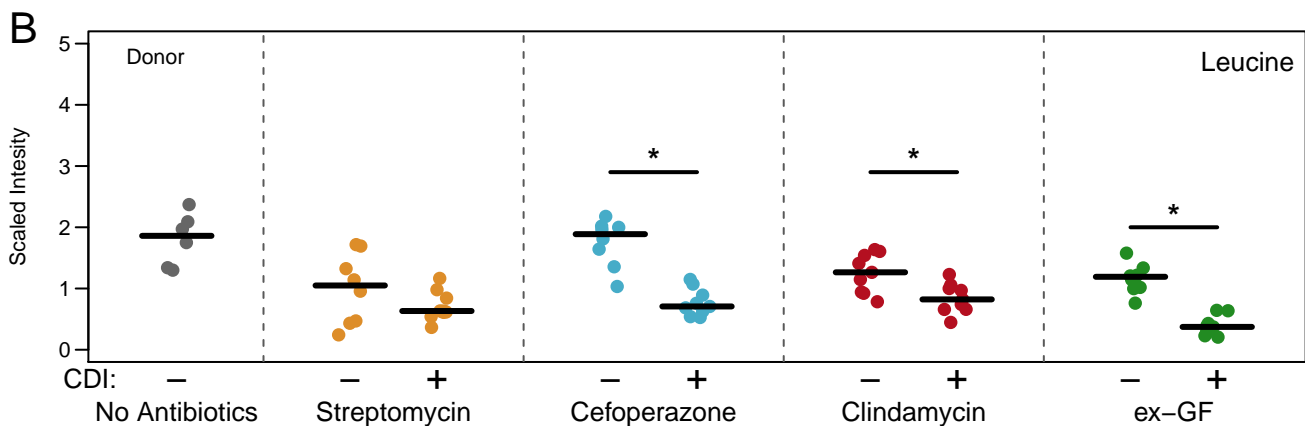 B
Donor
Leucine
Scaled Intesity
5
4
3
2
1
0
*
*
*
CDI: − − + − + − + − +
No Antibiotics Streptomycin Cefoperazone Clindamycin ex−GF